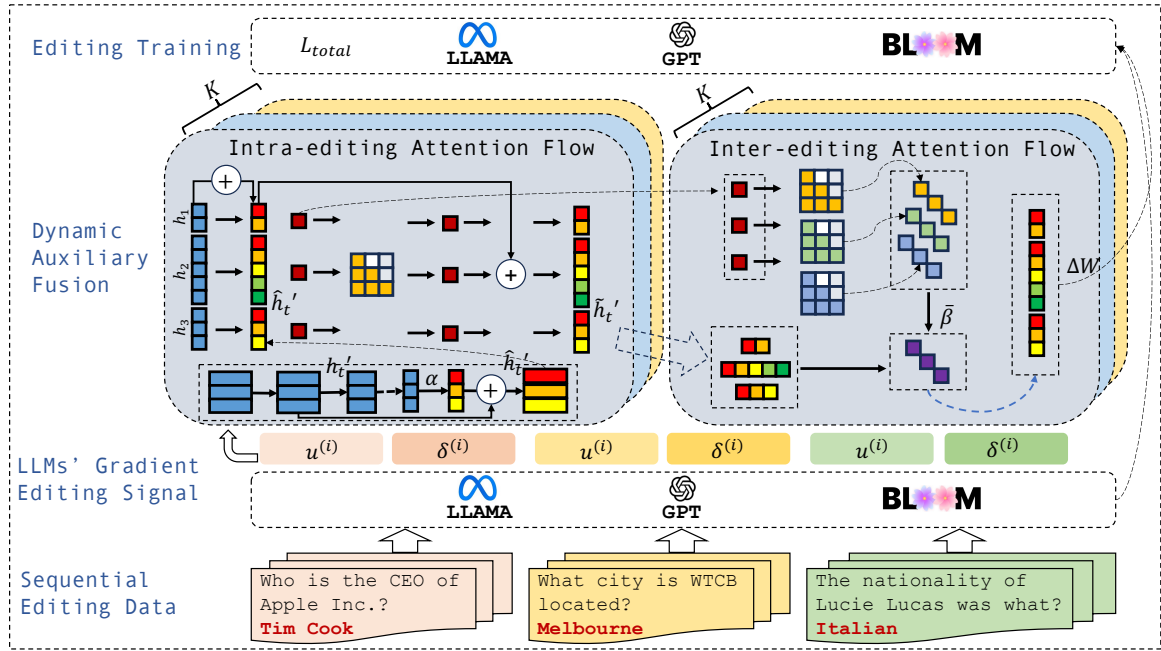 Editing Training
L_total
LLAMA
GPT
BLOOM
K
K
Intra-editing Attention Flow
Inter-editing Attention Flow
Dynamic
Auxiliary
Fusion
h_1
h_2
h_3
+
+
ĥ_t′
h̃_t′
h_t′
α
+
ĥ_t′
β̄
ΔW
LLMs' Gradient
Editing Signal
u^(i)
δ^(i)
u^(i)
δ^(i)
u^(i)
δ^(i)
LLAMA
GPT
BLOOM
Sequential
Editing Data
Who is the CEO of
Apple Inc.?
Tim Cook
What city is WTCB
located?
Melbourne
The nationality of
Lucie Lucas was what?
Italian